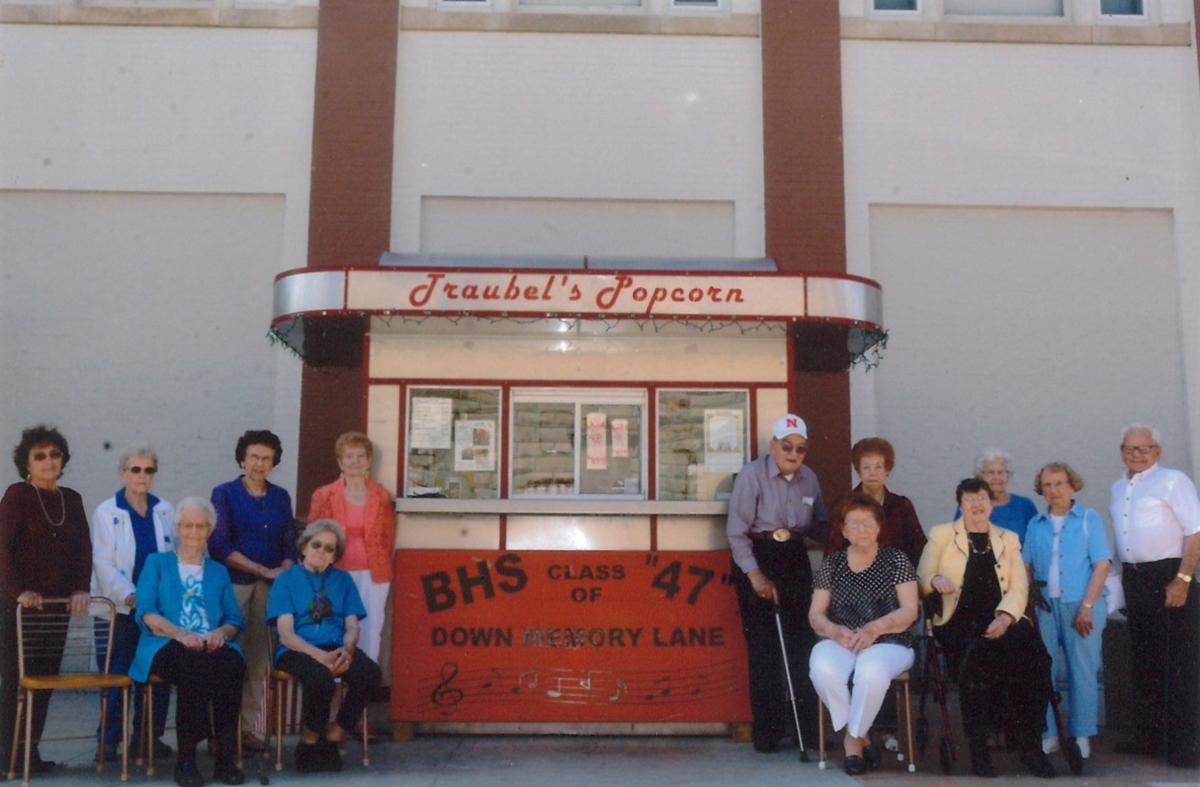 Traubel's Popcorn
N
BHS CLASS OF "47"
DOWN MEMORY LANE